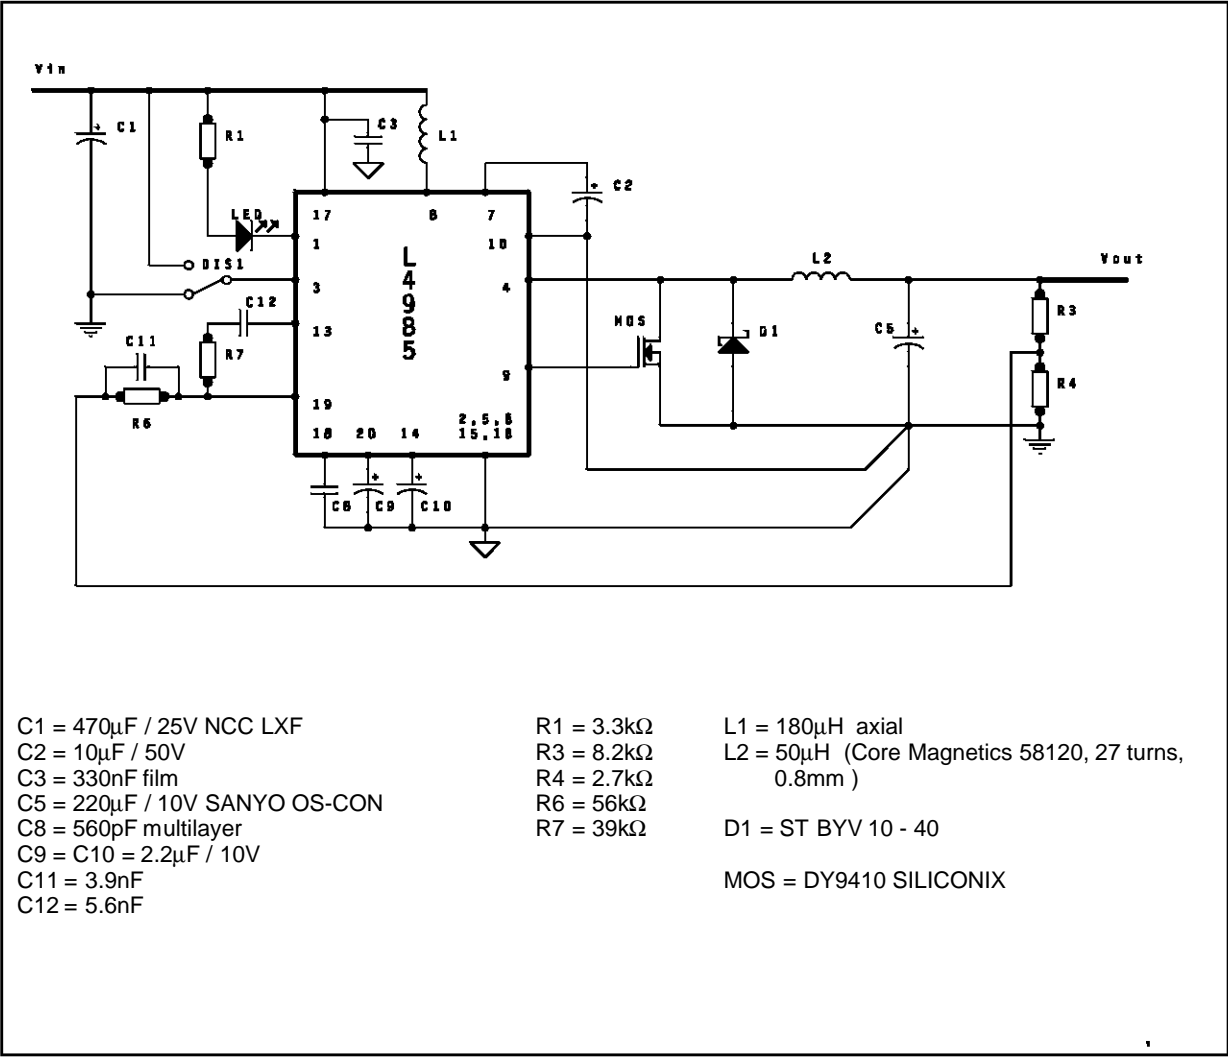 Vin
C1
R1
C3
L1
C2
LED
17
8
7
1
10
DIS1
L4985
L2
Vout
3
4
C12
MOS
D1
C5
R3
13
C11
R7
9
R4
19
R6
2,5,6
18
20
14
15,16
C8
C9
C10
C1 = 470μF / 25V NCC LXF
C2 = 10μF / 50V
C3 = 330nF film
C5 = 220μF / 10V SANYO OS-CON
C8 = 560pF multilayer
C9 = C10 = 2.2μF / 10V
C11 = 3.9nF
C12 = 5.6nF
R1 = 3.3kΩ
R3 = 8.2kΩ
R4 = 2.7kΩ
R6 = 56kΩ
R7 = 39kΩ
L1 = 180μH axial
L2 = 50μH (Core Magnetics 58120, 27 turns,
0.8mm )
D1 = ST BYV 10 - 40
MOS = DY9410 SILICONIX